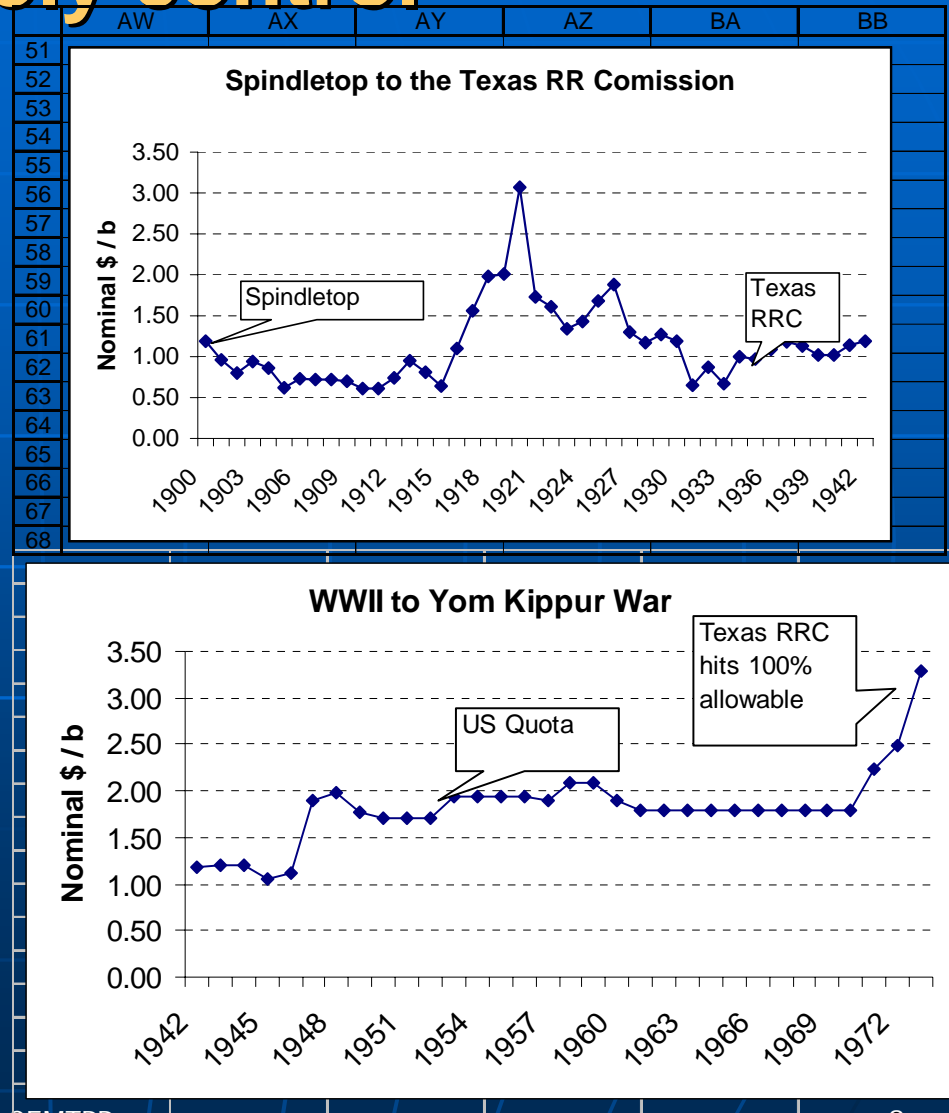 AW AX AY AZ BA BB
51
52
53
54
55
56
57
58
59
60
61
62
63
64
65
66
67
68
Spindletop to the Texas RR Comission
Nominal $ / b
3.50
3.00
2.50
2.00
1.50
1.00
0.50
0.00
Spindletop
Texas
RRC
1900 1903 1906 1909 1912 1915 1918 1921 1924 1927 1930 1933 1936 1939 1942
WWII to Yom Kippur War
Nominal $ / b
3.50
3.00
2.50
2.00
1.50
1.00
0.50
0.00
US Quota
Texas RRC
hits 100%
allowable
1942 1945 1948 1951 1954 1957 1960 1963 1966 1969 1972